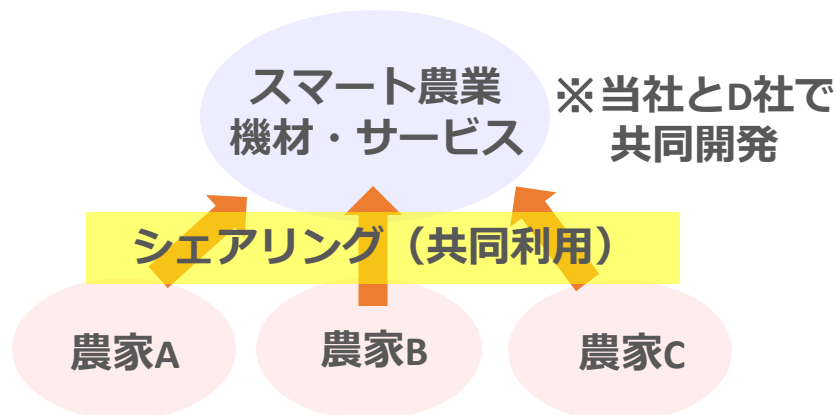 スマート農業
機材・サービス
※当社とD社で
共同開発
シェアリング（共同利用）
農家A
農家B
農家C